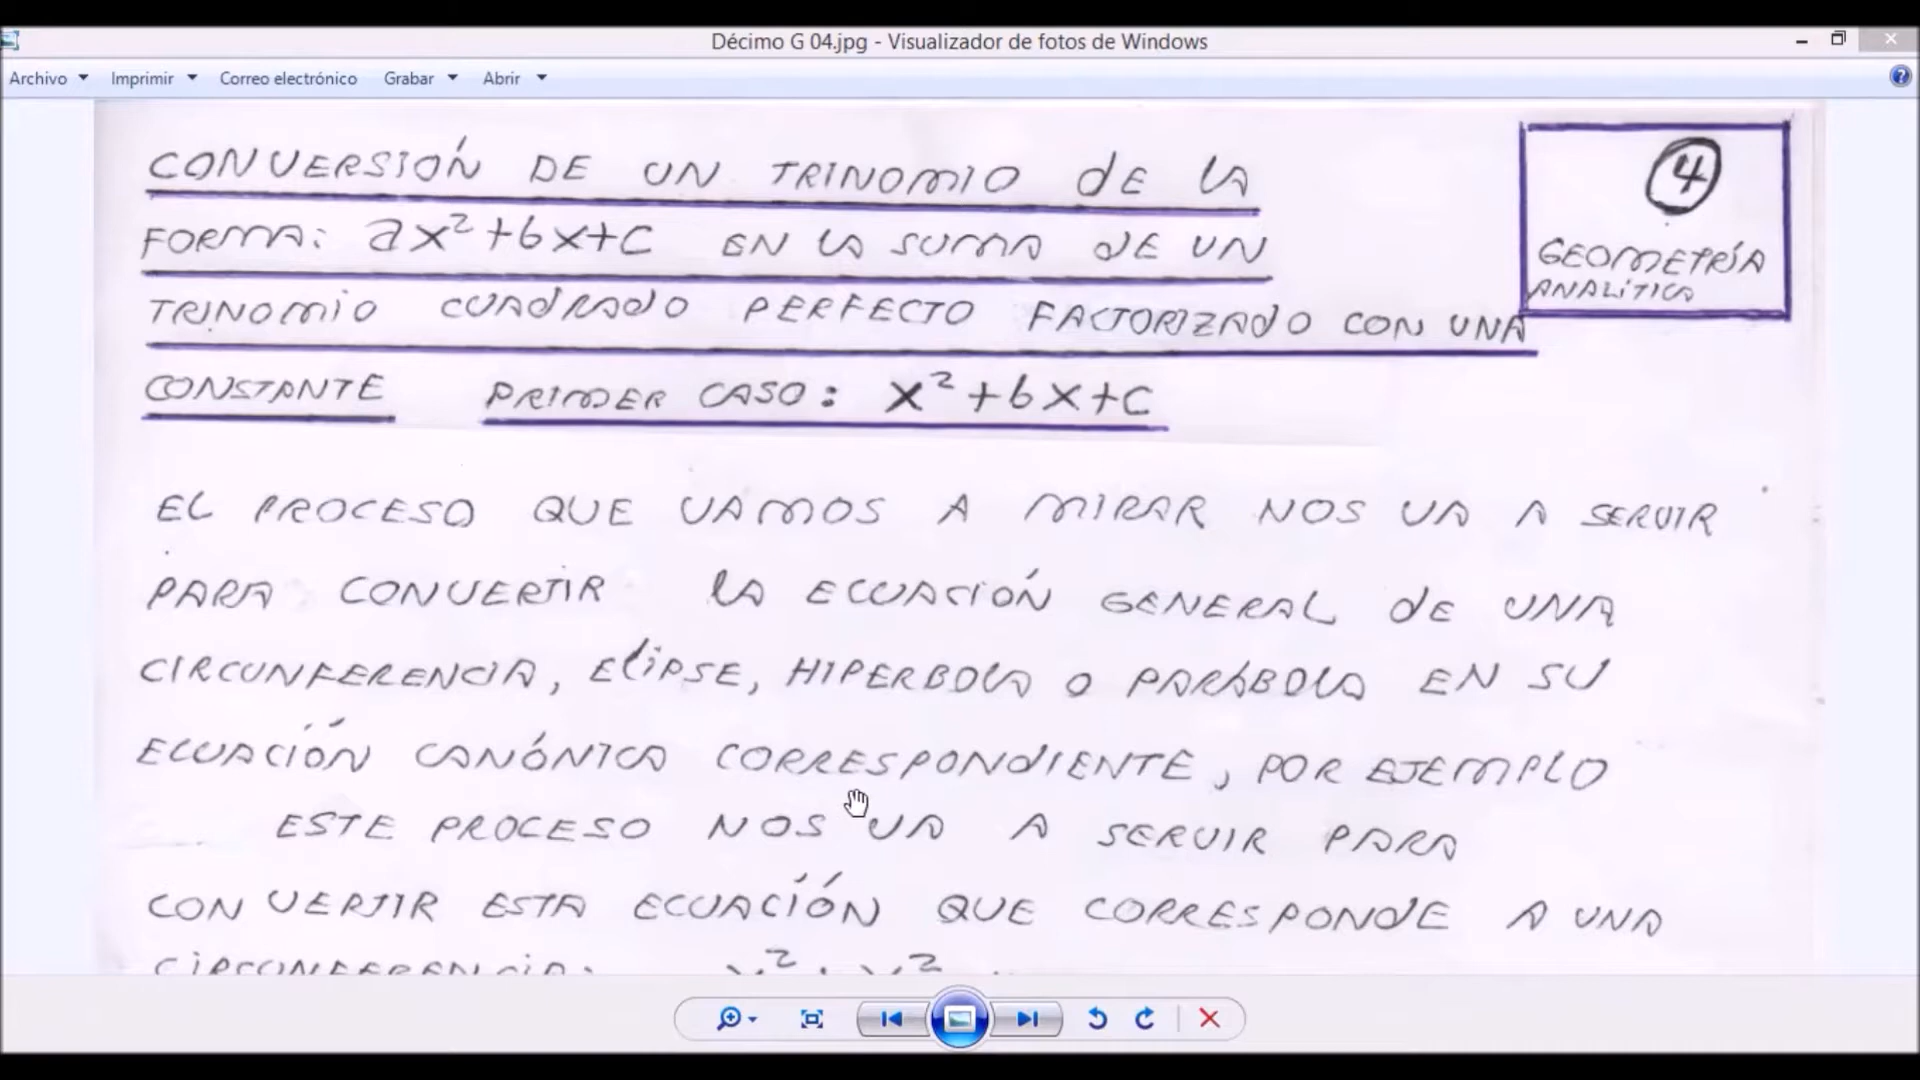 Décimo G 04.jpg - Visualizador de fotos de Windows
Archivo Imprimir Correo electrónico Grabar Abrir
CONVERSIÓN DE UN TRINOMIO DE LA
FORMA: ax²+bx+c EN LA SUMA DE UN
TRINOMIO CUADRADO PERFECTO FACTORIZADO CON UNA
CONSTANTE PRIMER CASO: x²+bx+c
4
GEOMETRÍA
ANALÍTICA
EL PROCESO QUE VAMOS A MIRAR NOS VA A SERVIR
PARA CONVERTIR LA ECUACIÓN GENERAL DE UNA
CIRCUNFERENCIA, ELIPSE, HIPERBOLA O PARÁBOLA EN SU
ECUACIÓN CANÓNICA CORRESPONDIENTE, POR EJEMPLO
ESTE PROCESO NOS VA A SERVIR PARA
CONVERTIR ESTA ECUACIÓN QUE CORRESPONDE A UNA